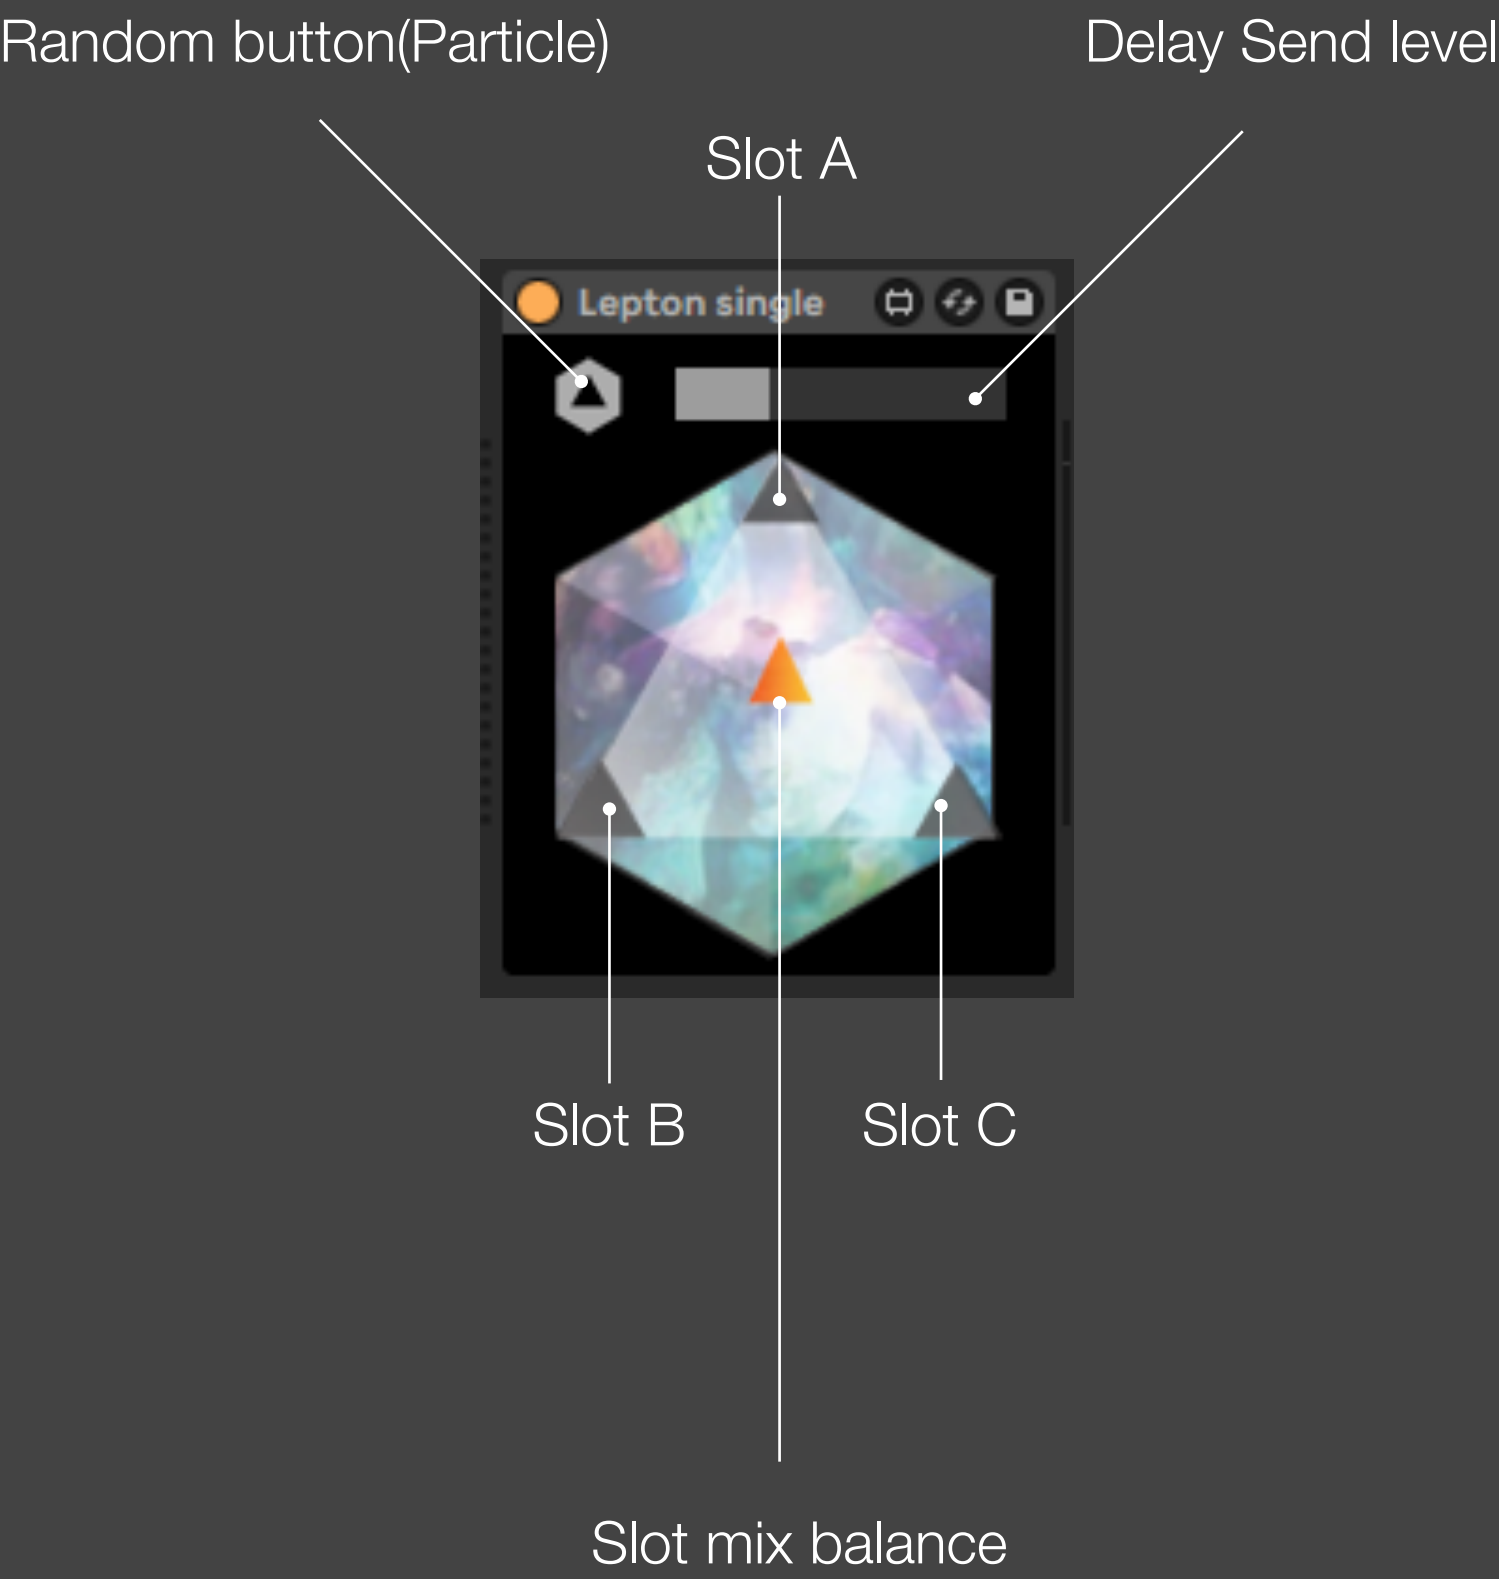 Random button(Particle)
Delay Send level
Slot A
Lepton single
Slot B
Slot C
Slot mix balance